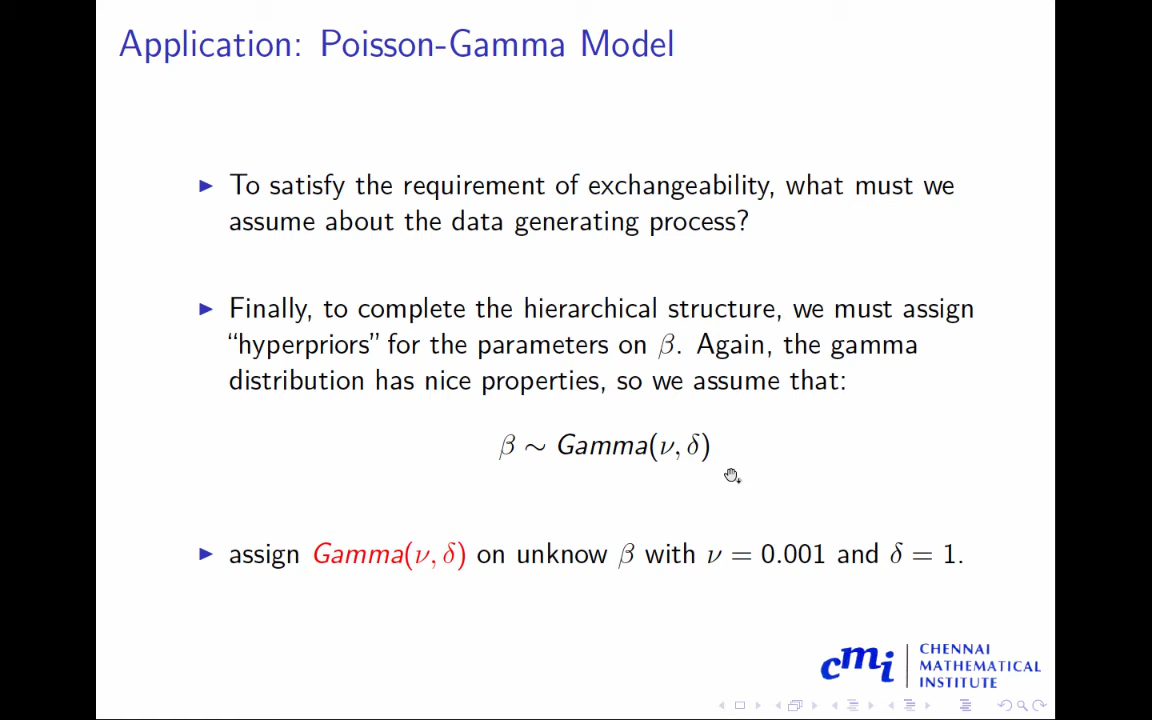 Application: Poisson-Gamma Model
To satisfy the requirement of exchangeability, what must we
assume about the data generating process?
Finally, to complete the hierarchical structure, we must assign
“hyperpriors” for the parameters on β. Again, the gamma
distribution has nice properties, so we assume that:
β ∼ Gamma(ν, δ)
assign Gamma(ν, δ) on unknow β with ν = 0.001 and δ = 1.
cmi
CHENNAI
MATHEMATICAL
INSTITUTE